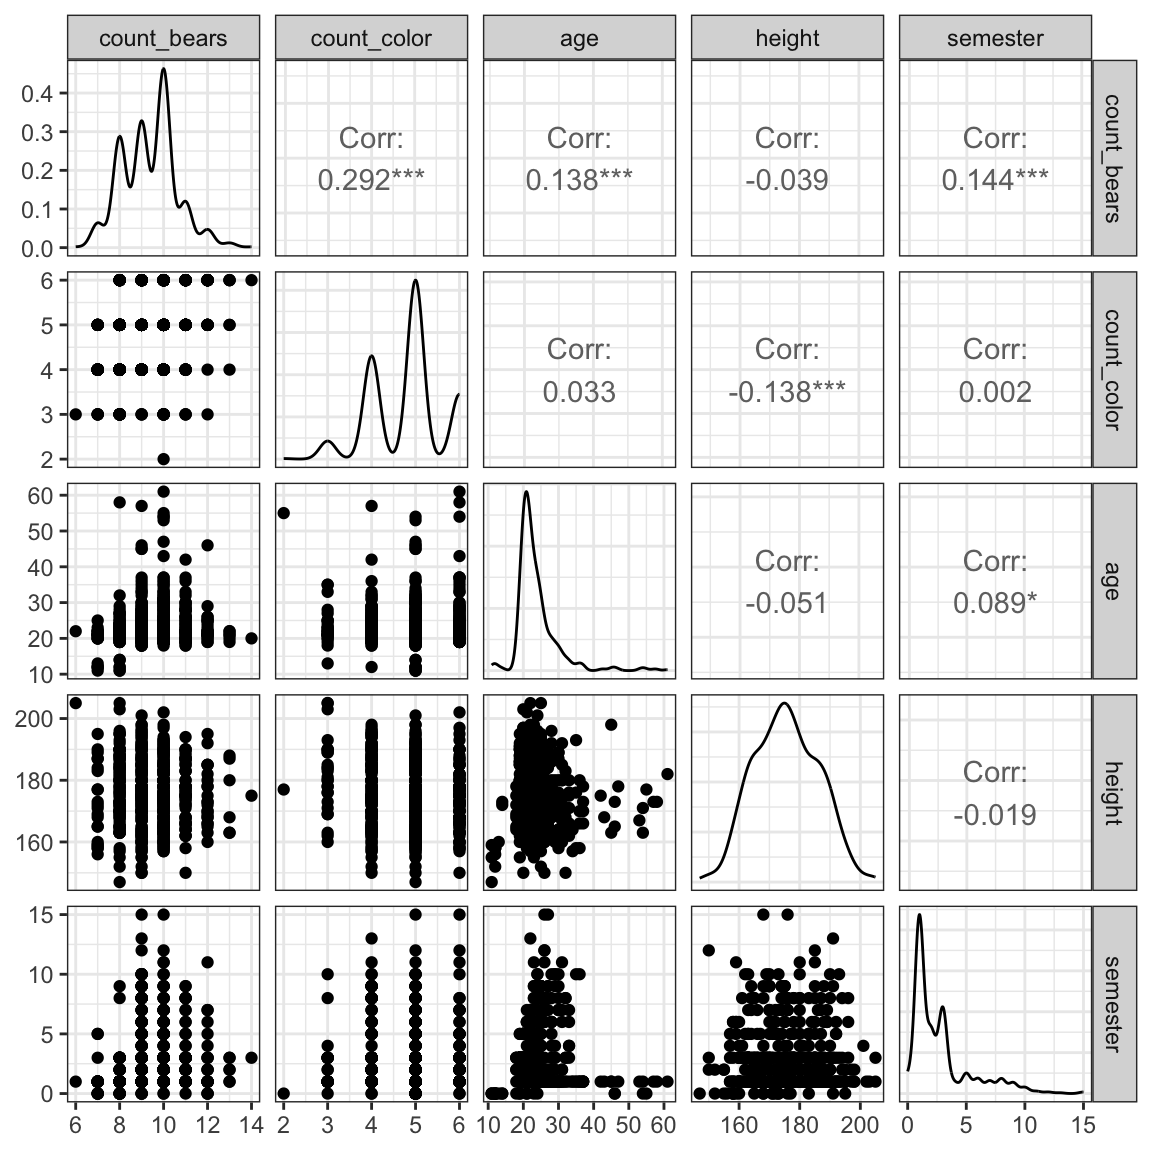 count_bears count_color age height semester
0.4
0.3
0.2
0.1
0.0
Corr: Corr: Corr: Corr:
0.292*** 0.138*** -0.039 0.144***
count_bears
6
5
4
3
2
Corr: Corr: Corr:
0.033 -0.138*** 0.002
count_color
60
50
40
30
20
10
Corr: Corr:
-0.051 0.089*
age
200
180
160
Corr:
-0.019
height
15
10
5
0
semester
6 8 10 12 14 2 3 4 5 6 10 20 30 40 50 60 160 180 200 0 5 10 15